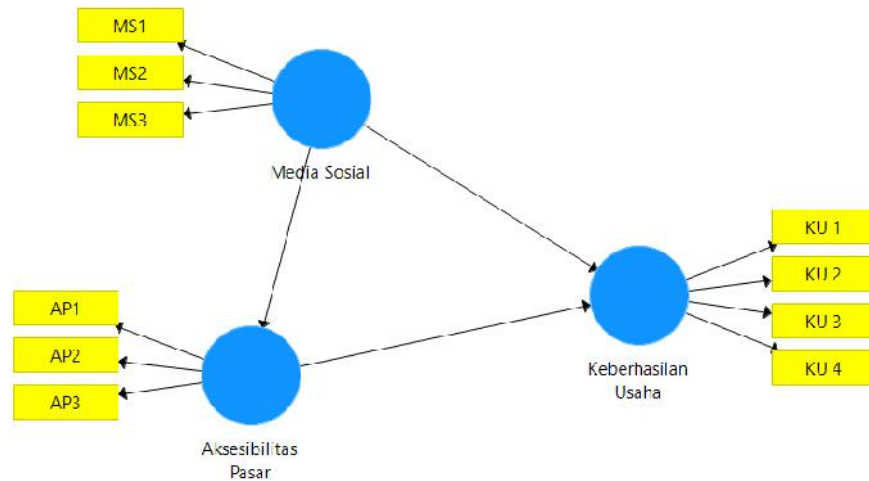 MS1
MS2
MS3
Media Sosial
KU 1
KU 2
KU 3
KU 4
Keberhasilan
Usaha
AP1
AP2
AP3
Aksesibilitas
Pasar